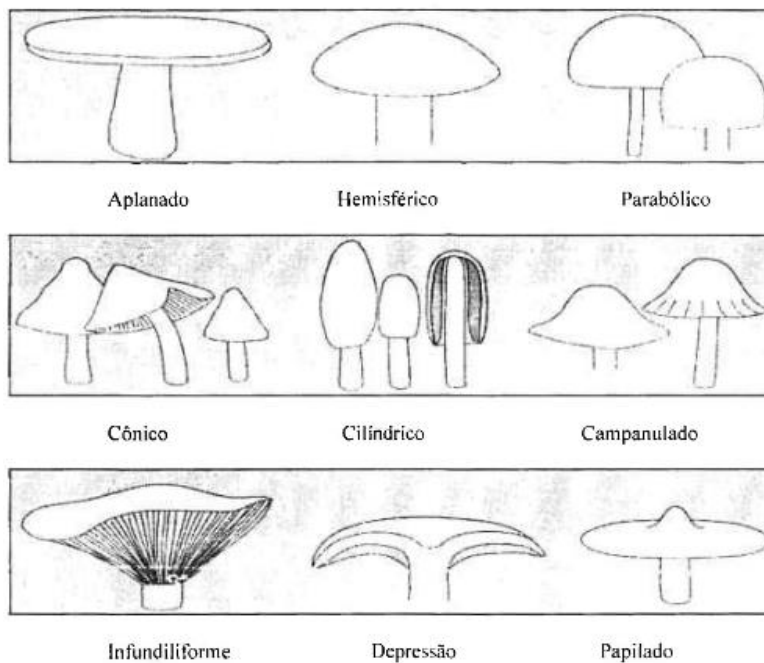 Aplanado Hemisférico Parabólico
Cônico Cilíndrico Campanulado
Infundiliforme Depressão Papilado